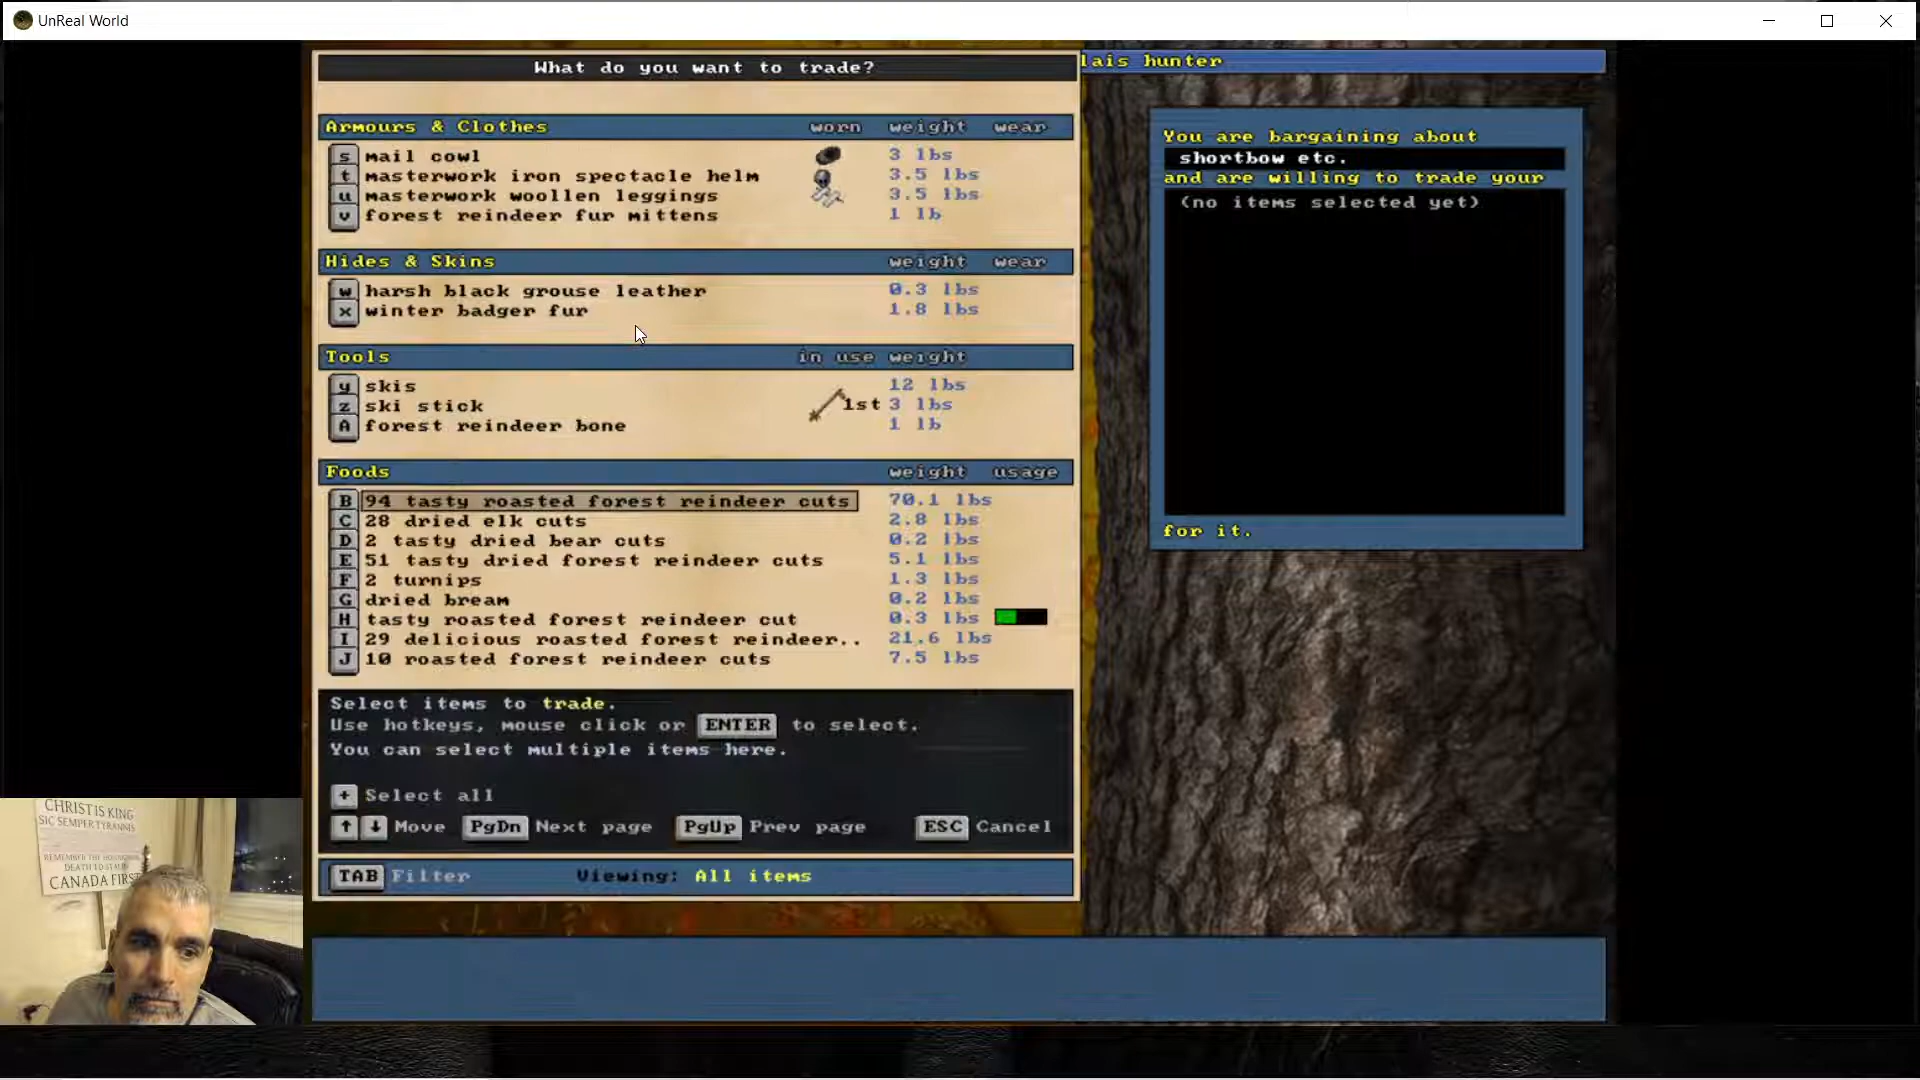 UnReal World
What do you want to trade?
lais hunter
Armours & Clothes worn weight wear
s mail cowl 3 lbs
t masterwork iron spectacle helm 3.5 lbs
u masterwork woollen leggings 3.5 lbs
v forest reindeer fur mittens 1 lb
Hides & Skins weight wear
w harsh black grouse leather 0.3 lbs
x winter badger fur 1.8 lbs
Tools in use weight
y skis 12 lbs
z ski stick 1st 3 lbs
A forest reindeer bone 1 lb
Foods weight usage
B 94 tasty roasted forest reindeer cuts 70.1 lbs
C 28 dried elk cuts 2.8 lbs
D 2 tasty dried bear cuts 0.2 lbs
E 51 tasty dried forest reindeer cuts 5.1 lbs
F 2 turnips 1.3 lbs
G dried bream 0.2 lbs
H tasty roasted forest reindeer cut 0.3 lbs
I 29 delicious roasted forest reindeer.. 21.6 lbs
J 10 roasted forest reindeer cuts 7.5 lbs
Select items to trade.
Use hotkeys, mouse click or ENTER to select.
You can select multiple items here.
+ Select all
↑ ↓ Move PgDn Next page PgUp Prev page ESC Cancel
TAB Filter Viewing: All items
You are bargaining about
shortbow etc.
and are willing to trade your
(no items selected yet)
for it.
CHRIST IS KING
SIC SEMPER TYRANNIS
REMEMBER THE HOLODOMOR
DEATH TO
CANADA FIRST